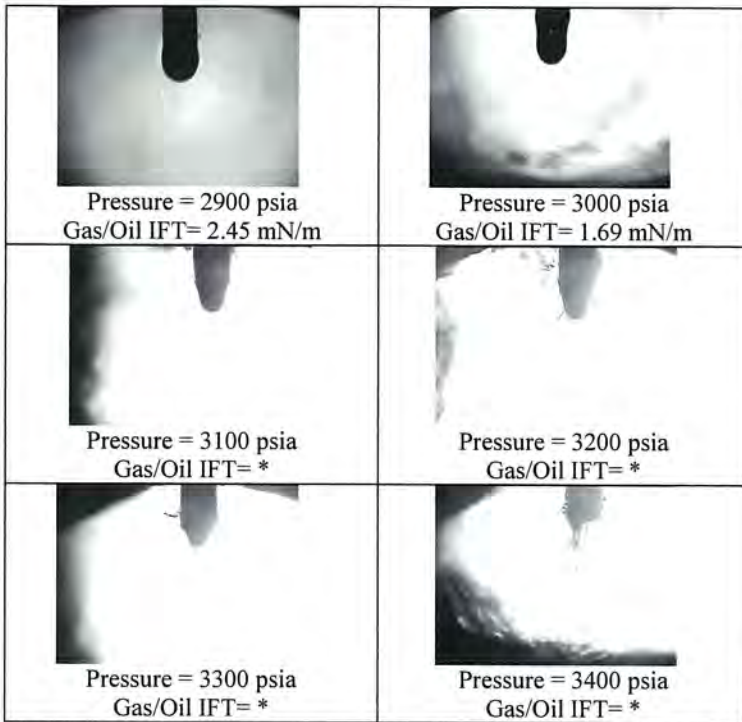 Pressure = 2900 psia
Gas/Oil IFT= 2.45 mN/m
Pressure = 3000 psia
Gas/Oil IFT= 1.69 mN/m
Pressure = 3100 psia
Gas/Oil IFT= *
Pressure = 3200 psia
Gas/Oil IFT= *
Pressure = 3300 psia
Gas/Oil IFT= *
Pressure = 3400 psia
Gas/Oil IFT= *